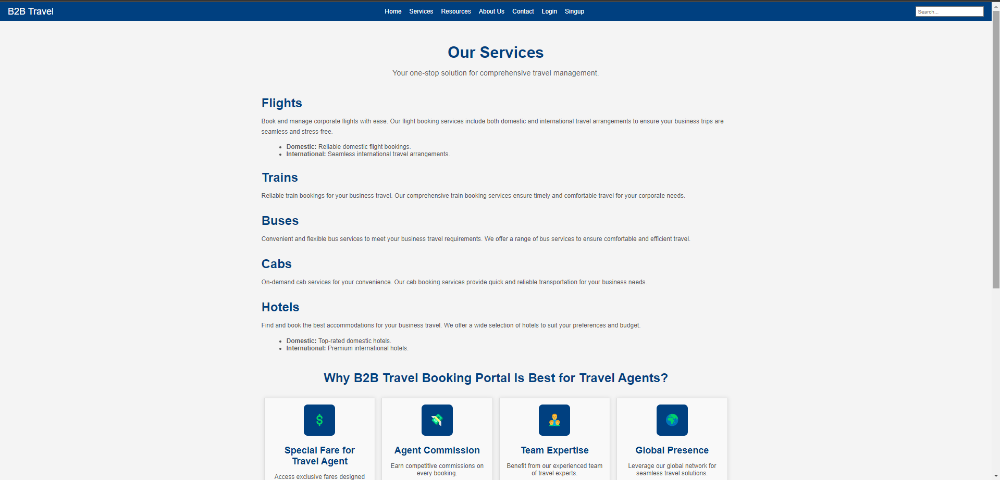 B2B Travel
Home Services Resources About Us Contact Login Singup
Search...
Our Services
Your one-stop solution for comprehensive travel management.
Flights
Book and manage corporate flights with ease. Our flight booking services include both domestic and international travel arrangements to ensure your business trips are
seamless and stress-free.
• Domestic: Reliable domestic flight bookings.
• International: Seamless international travel arrangements.
Trains
Reliable train bookings for your business travel. Our comprehensive train booking services ensure timely and comfortable travel for your corporate needs.
Buses
Convenient and flexible bus services to meet your business travel requirements. We offer a range of bus services to ensure comfortable and efficient travel.
Cabs
On-demand cab services for your convenience. Our cab booking services provide quick and reliable transportation for your business needs.
Hotels
Find and book the best accommodations for your business travel. We offer a wide selection of hotels to suit your preferences and budget.
• Domestic: Top-rated domestic hotels.
• International: Premium international hotels.
Why B2B Travel Booking Portal Is Best for Travel Agents?
Special Fare for
Travel Agent
Access exclusive fares designed
Agent Commission
Earn competitive commissions on
every booking.
Team Expertise
Benefit from our experienced team
of travel experts.
Global Presence
Leverage our global network for
seamless travel solutions.